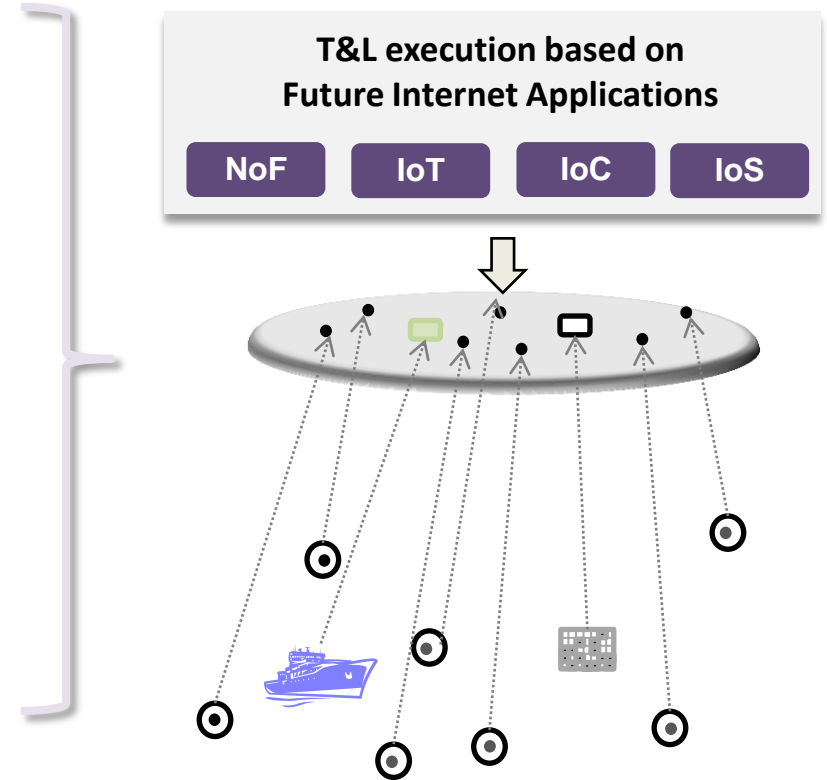 T&L execution based on
Future Internet Applications
NoF IoT IoC IoS